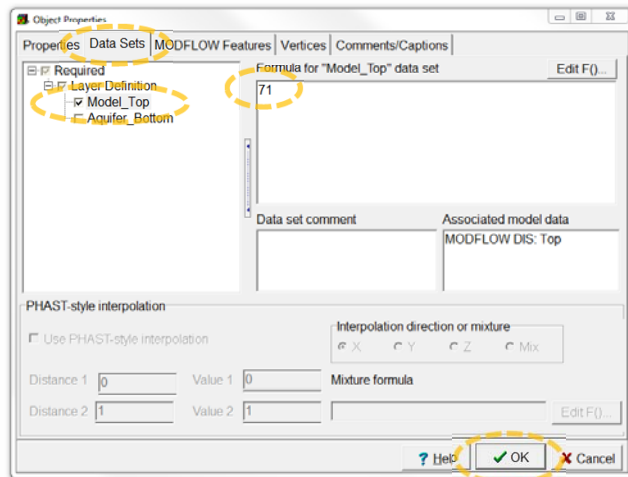 Object Properties
Properties Data Sets MODFLOW Features Vertices Comments/Captions
Required
Layer Definition
Model_Top
Aquifer_Bottom
Formula for "Model_Top" data set Edit F()...
71
Data set comment Associated model data
MODFLOW DIS: Top
PHAST-style interpolation
Use PHAST-style interpolation
Interpolation direction or mixture
X Y Z Mix
Distance 1 0 Value 1 0 Mixture formula
Distance 2 1 Value 2 1 Edit F()...
? Help OK Cancel